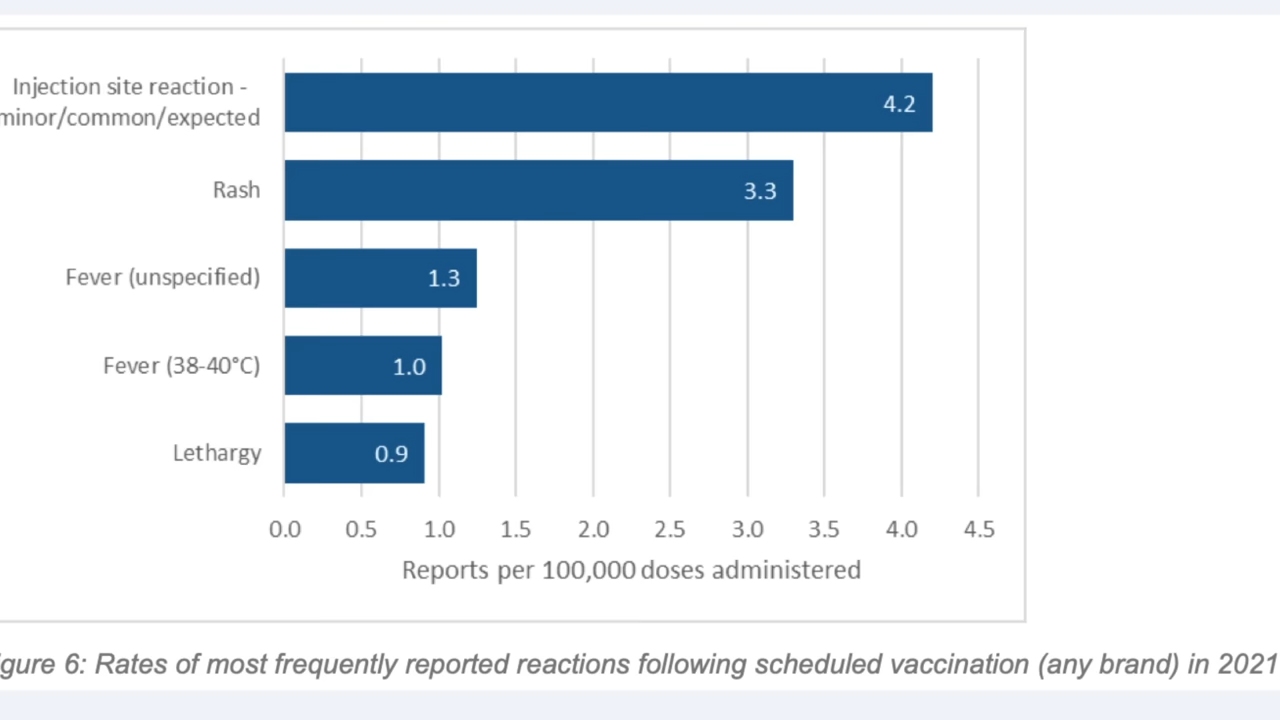 Injection site reaction -
minor/common/expected
4.2
Rash
3.3
Fever (unspecified)
1.3
Fever (38-40°C)
1.0
Lethargy
0.9
0.0 0.5 1.0 1.5 2.0 2.5 3.0 3.5 4.0 4.5
Reports per 100,000 doses administered
igure 6: Rates of most frequently reported reactions following scheduled vaccination (any brand) in 2021